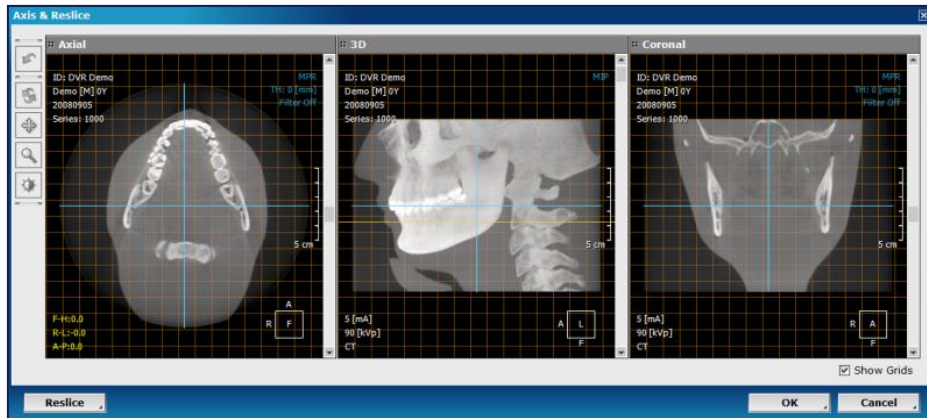 Axis & Reslice
Axial
ID: DVR Demo
Demo [M] 0Y
20080905
Series: 1000
MPR
TH: 0 [mm]
Filter Off
5 cm
F-H:0.0
R-L:-0.0
A-P:0.0
A
R F
3D
ID: DVR Demo
Demo [M] 0Y
20080905
Series: 1000
MIP
5 cm
5 [mA]
90 [kVp]
CT
A L
F
Coronal
ID: DVR Demo
Demo [M] 0Y
20080905
Series: 1000
MPR
TH: 0 [mm]
Filter Off
5 cm
5 [mA]
90 [kVp]
CT
R A
F
Show Grids
Reslice
OK
Cancel